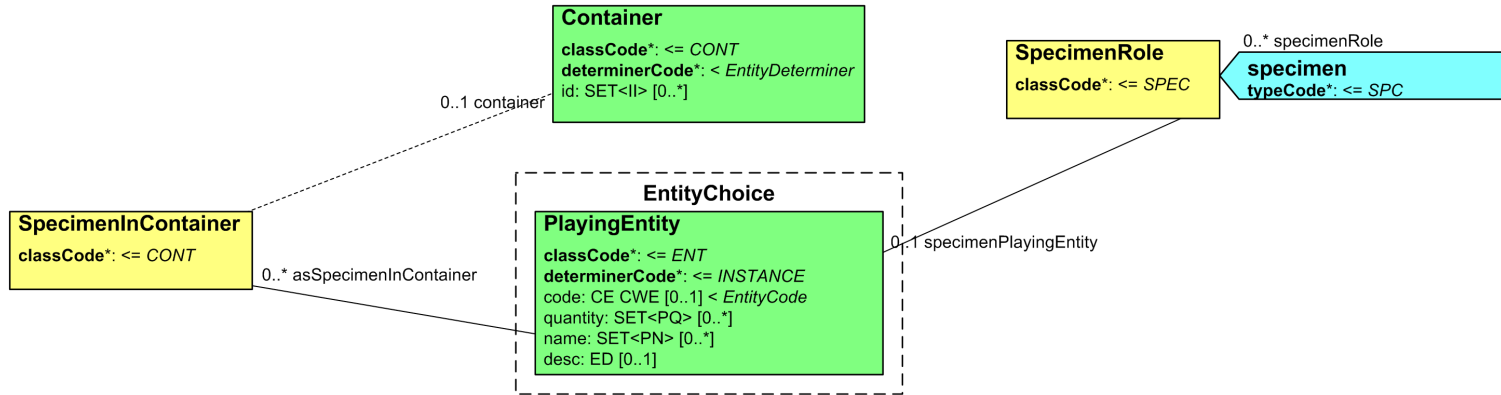 Container
classCode*: <= CONT
determinerCode*: < EntityDeterminer
id: SET<II> [0..*]
0..1 container
SpecimenRole
classCode*: <= SPEC
0..* specimenRole
specimen
typeCode*: <= SPC
EntityChoice
PlayingEntity
classCode*: <= ENT
determinerCode*: <= INSTANCE
code: CE CWE [0..1] < EntityCode
quantity: SET<PQ> [0..*]
name: SET<PN> [0..*]
desc: ED [0..1]
0..1 specimenPlayingEntity
SpecimenInContainer
classCode*: <= CONT
0..* asSpecimenInContainer